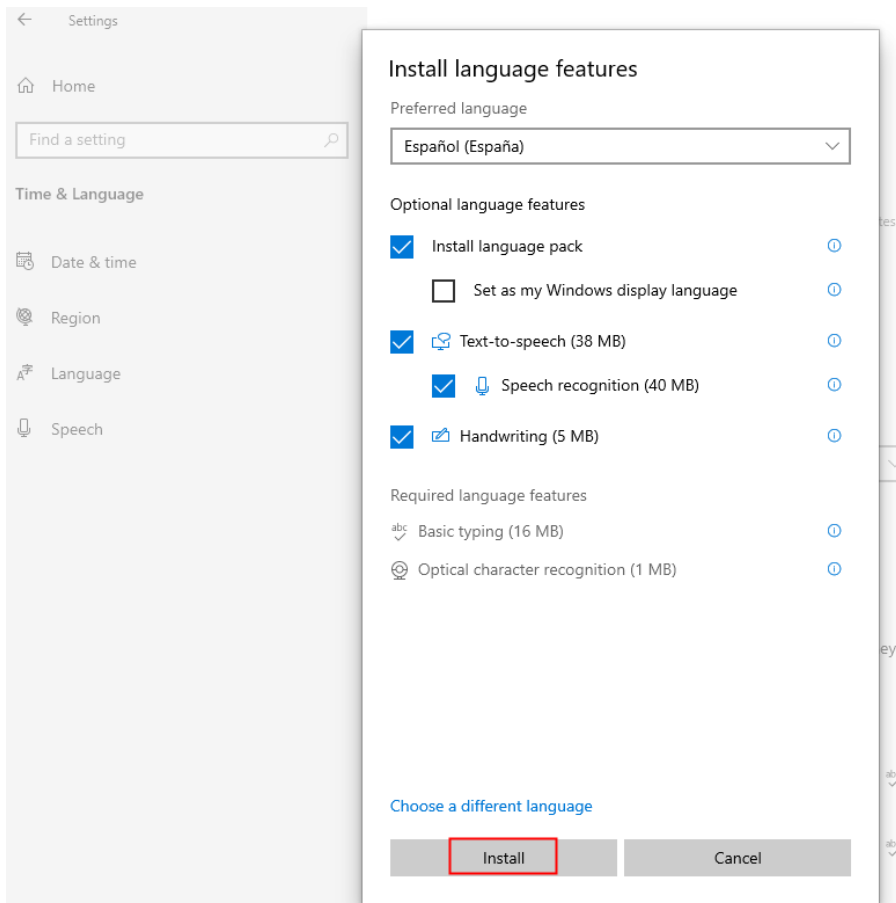 Settings
Home
Find a setting
Time & Language
Date & time
Region
Language
Speech
Install language features
Preferred language
Español (España)
Optional language features
Install language pack
Set as my Windows display language
Text-to-speech (38 MB)
Speech recognition (40 MB)
Handwriting (5 MB)
Required language features
abc Basic typing (16 MB)
Optical character recognition (1 MB)
Choose a different language
Install Cancel